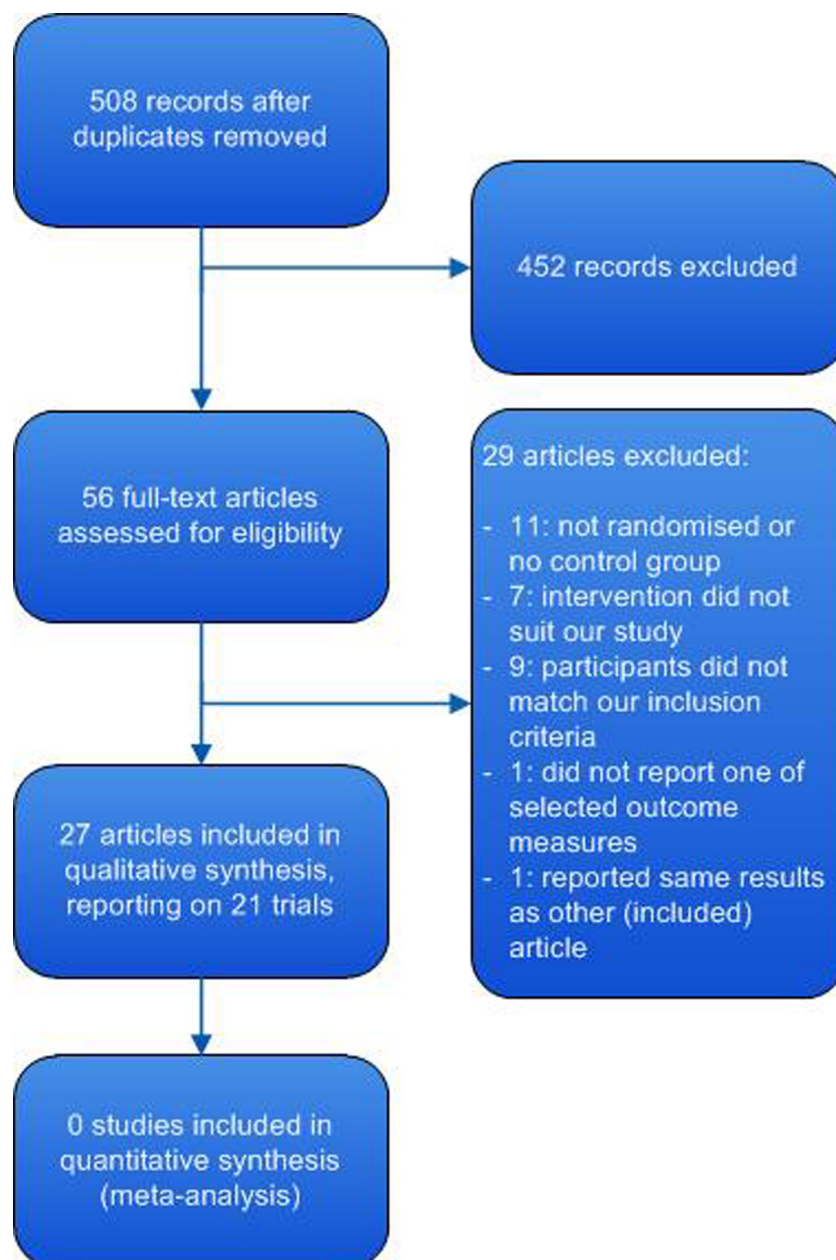 508 records after
duplicates removed
452 records excluded
56 full-text articles
assessed for eligibility
29 articles excluded:
- 11: not randomised or
no control group
- 7: intervention did not
suit our study
- 9: participants did not
match our inclusion
criteria
- 1: did not report one of
selected outcome
measures
- 1: reported same results
as other (included)
article
27 articles included in
qualitative synthesis,
reporting on 21 trials
0 studies included in
quantitative synthesis
(meta-analysis)